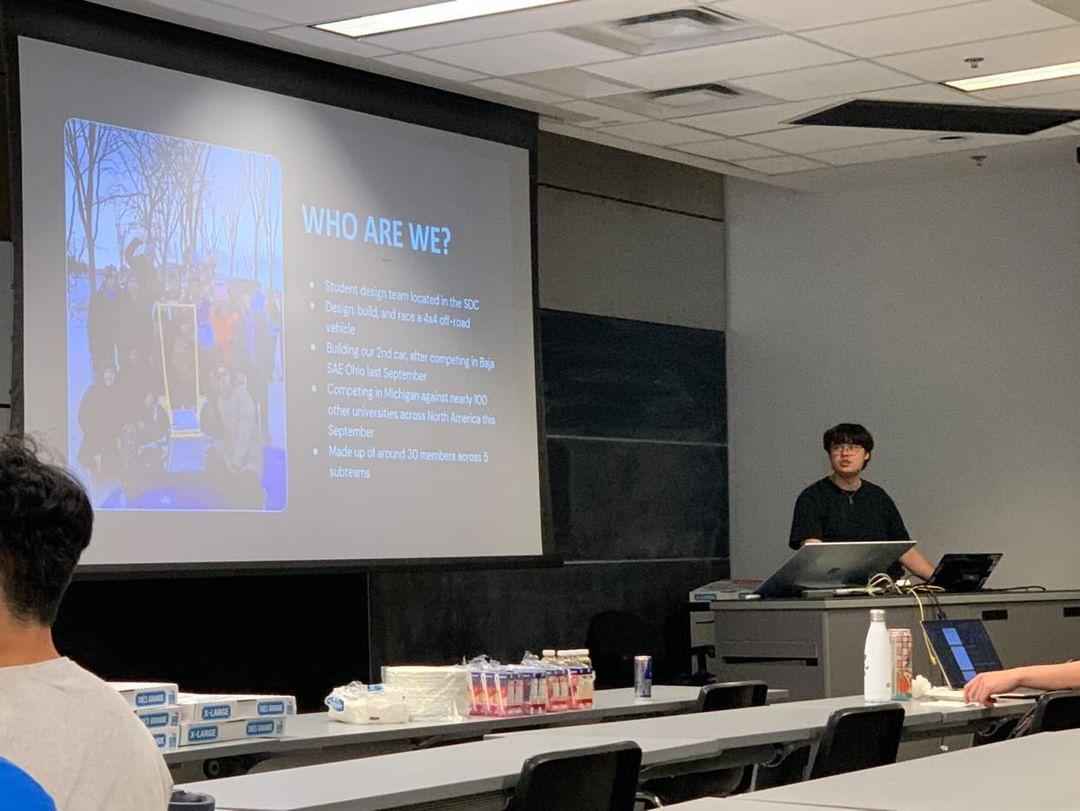 WHO ARE WE?
Student design team located in the SDC
Design, build, and race a 4x4 off-road
vehicle
Building our 2nd car, after competing in Baja
SAE Ohio last September
Competing in Michigan against nearly 100
other universities across North America this
September
Made up of around 30 members across 5
subteams
X-LARGE
X-LARGE